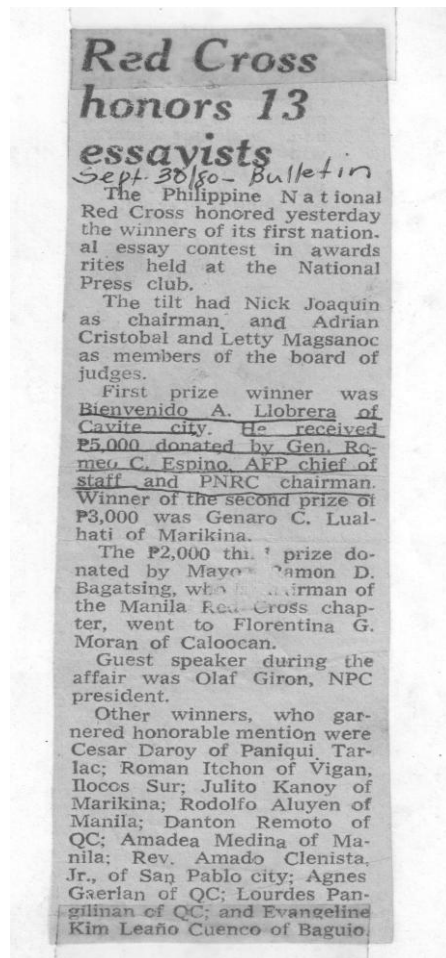 Red Cross
honors 13
essayists
Sept. 30/80 - Bulletin
The Philippine National
Red Cross honored yesterday
the winners of its first nation-
al essay contest in awards
rites held at the National
Press club.
The tilt had Nick Joaquin
as chairman, and Adrian
Cristobal and Letty Magsanoc
as members of the board of
judges.
First prize winner was
Bienvenido A. Llobrera of
Cavite city. He received
₱5,000 donated by Gen. Ro-
meo C. Espino, AFP chief of
staff and PNRC chairman.
Winner of the second prize of
₱3,000 was Genaro C. Lual-
hati of Marikina.
The ₱2,000 prize do-
nated by Mayor Ramon D.
Bagatsing, of
the Manila Red Cross chap-
ter, went to Florentina G.
Moran of Caloocan.
Guest speaker during the
affair was Olaf Giron, NPC
president.
Other winners, who gar-
nered honorable mention were
Cesar Daroy of Paniqui, Tar-
lac; Roman Itchon of Vigan,
Ilocos Sur; Julito Kanoy of
Marikina; Rodolfo Aluyen of
Manila; Danton Remoto of
QC; Amadea Medina of Ma-
nila; Rev. Amado Clenista,
Jr., of San Pablo city; Agnes
Gaerlan of QC; Lourdes Pan-
gilinan of QC; and Evangeline
Kim Leaño Cuenco of Baguio.